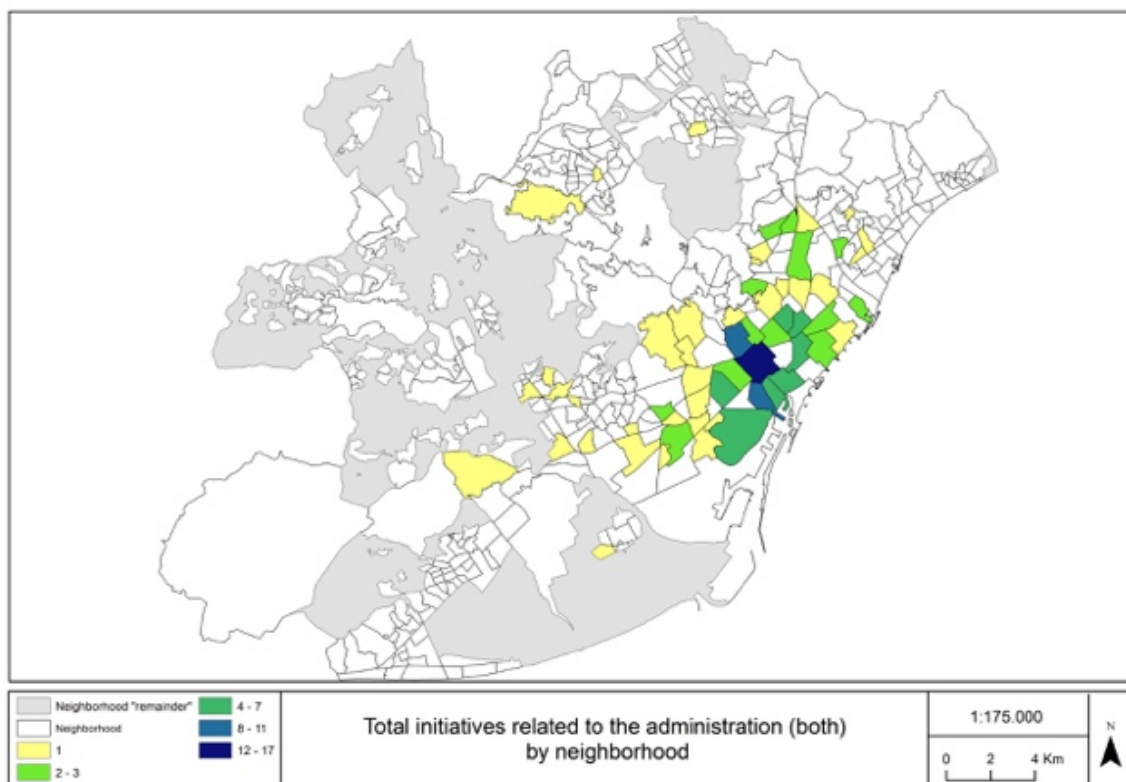 Neighborhood "remainder"
Neighborhood
1
2 - 3
4 - 7
8 - 11
12 - 17
Total initiatives related to the administration (both)
by neighborhood
1:175.000
0 2 4 Km
N